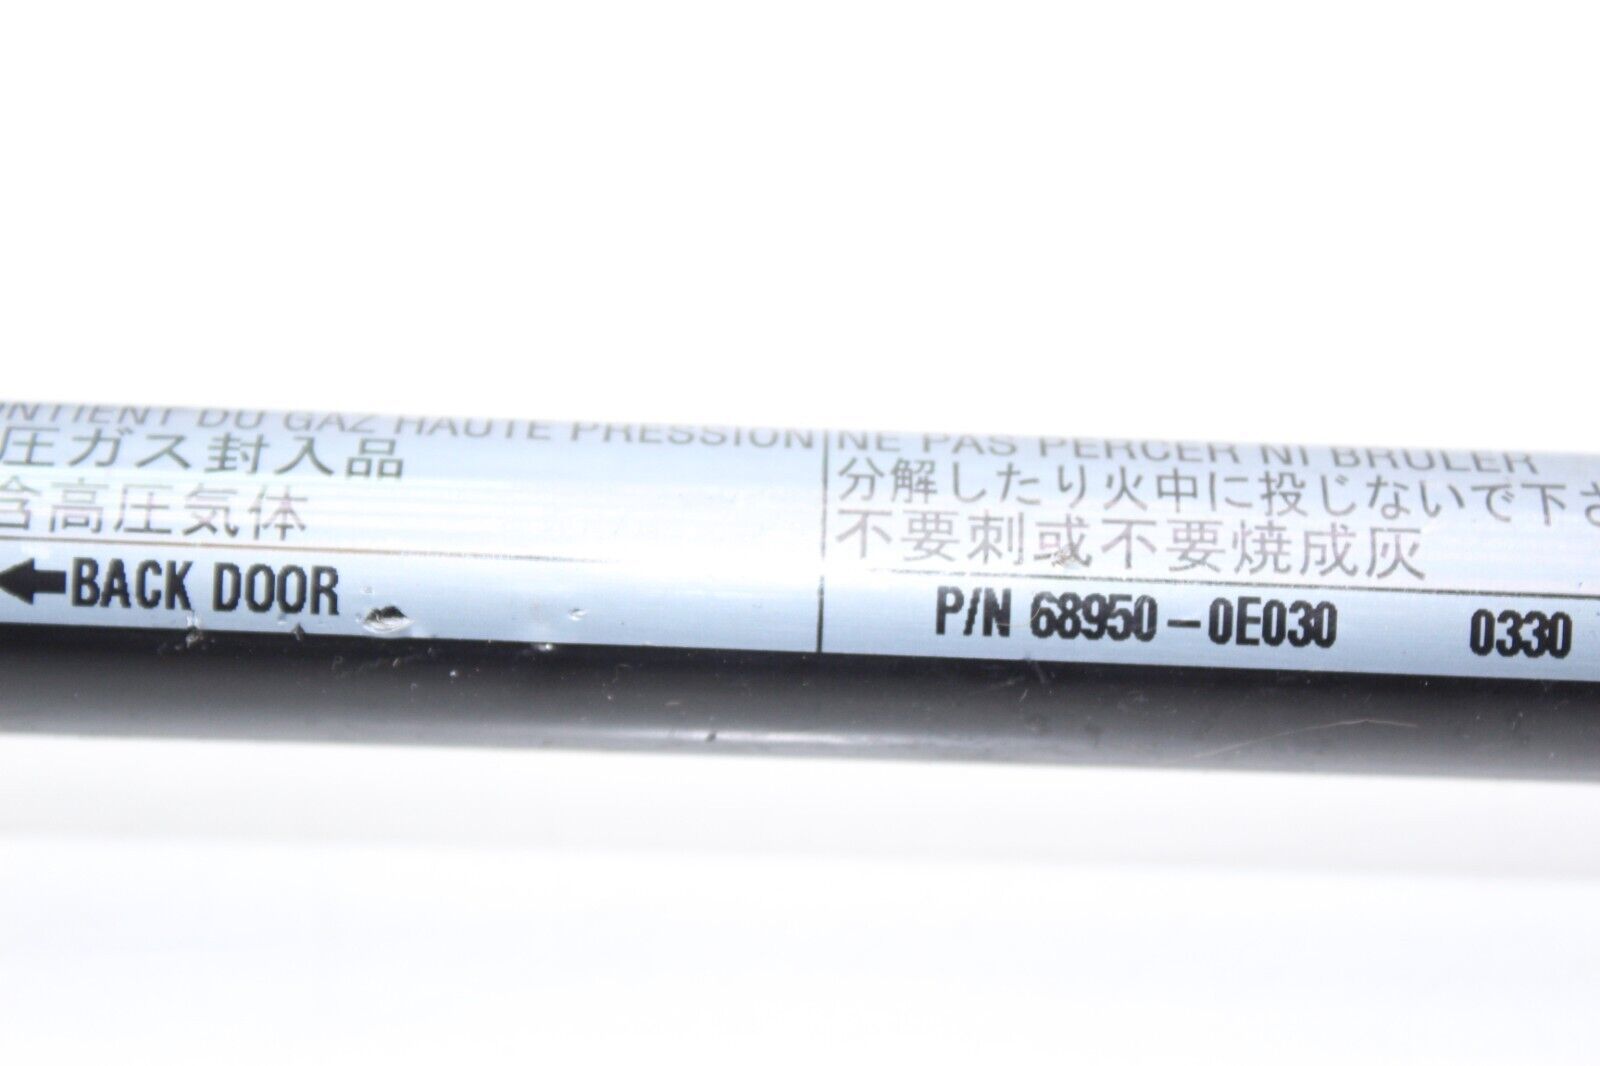 DU GAZ HAUTE PRESSION
圧ガス封入品
含高圧気体
←BACK DOOR
NE PAS PERCER NI BRULER
分解したり火中に投じないで下さ
不要刺或不要燒成灰
P/N 68950-0E030 0330